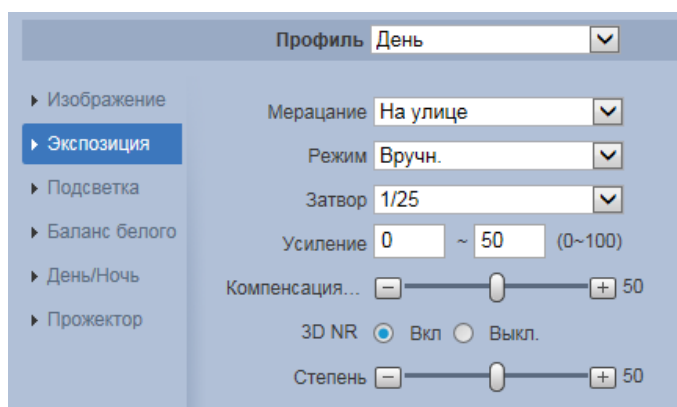 Профиль День
Изображение
Экспозиция
Подсветка
Баланс белого
День/Ночь
Прожектор
Мерацание На улице
Режим Вручн.
Затвор 1/25
Усиление 0 ~ 50 (0~100)
Компенсация... 50
3D NR Вкл Выкл.
Степень 50